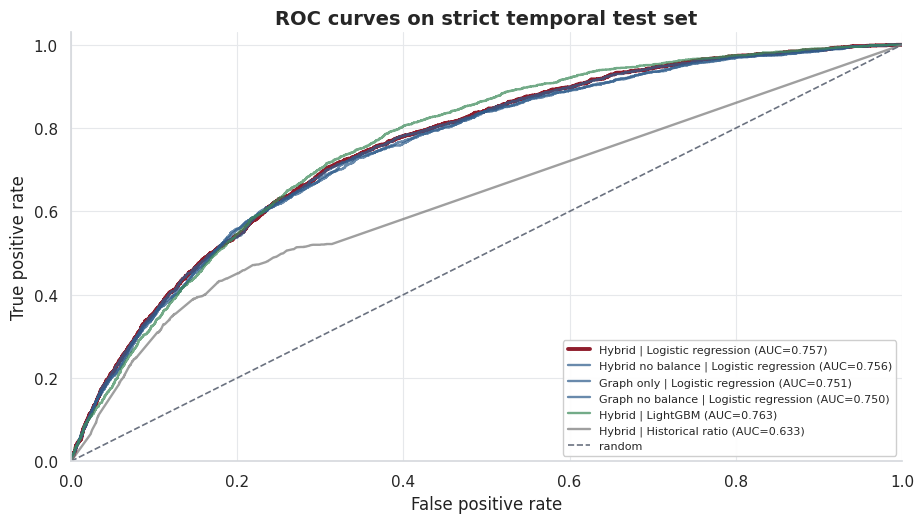 ROC curves on strict temporal test set
True positive rate
1.0
0.8
0.6
0.4
0.2
0.0
0.0
0.2
0.4
0.6
0.8
1.0
False positive rate
Hybrid | Logistic regression (AUC=0.757)
Hybrid no balance | Logistic regression (AUC=0.756)
Graph only | Logistic regression (AUC=0.751)
Graph no balance | Logistic regression (AUC=0.750)
Hybrid | LightGBM (AUC=0.763)
Hybrid | Historical ratio (AUC=0.633)
random